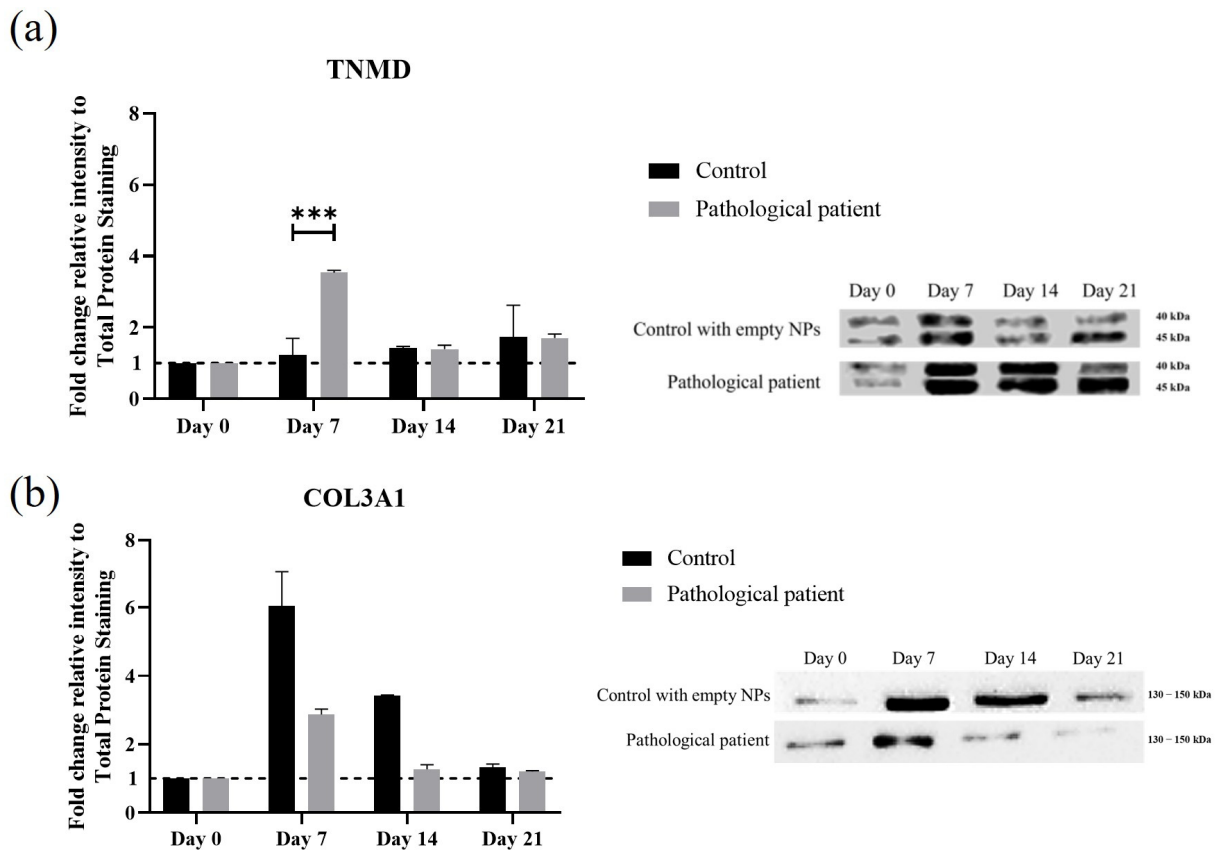 (a)
TNMD
Fold change relative intensity to
Total Protein Staining
8
6
4
2
1
0
***
Day 0
Day 7
Day 14
Day 21
Control
Pathological patient
Day 0 Day 7 Day 14 Day 21
Control with empty NPs
40 kDa
45 kDa
Pathological patient
40 kDa
45 kDa
(b)
COL3A1
Fold change relative intensity to
Total Protein Staining
8
6
4
2
1
0
Day 0
Day 7
Day 14
Day 21
Control
Pathological patient
Day 0 Day 7 Day 14 Day 21
Control with empty NPs
130 – 150 kDa
Pathological patient
130 – 150 kDa